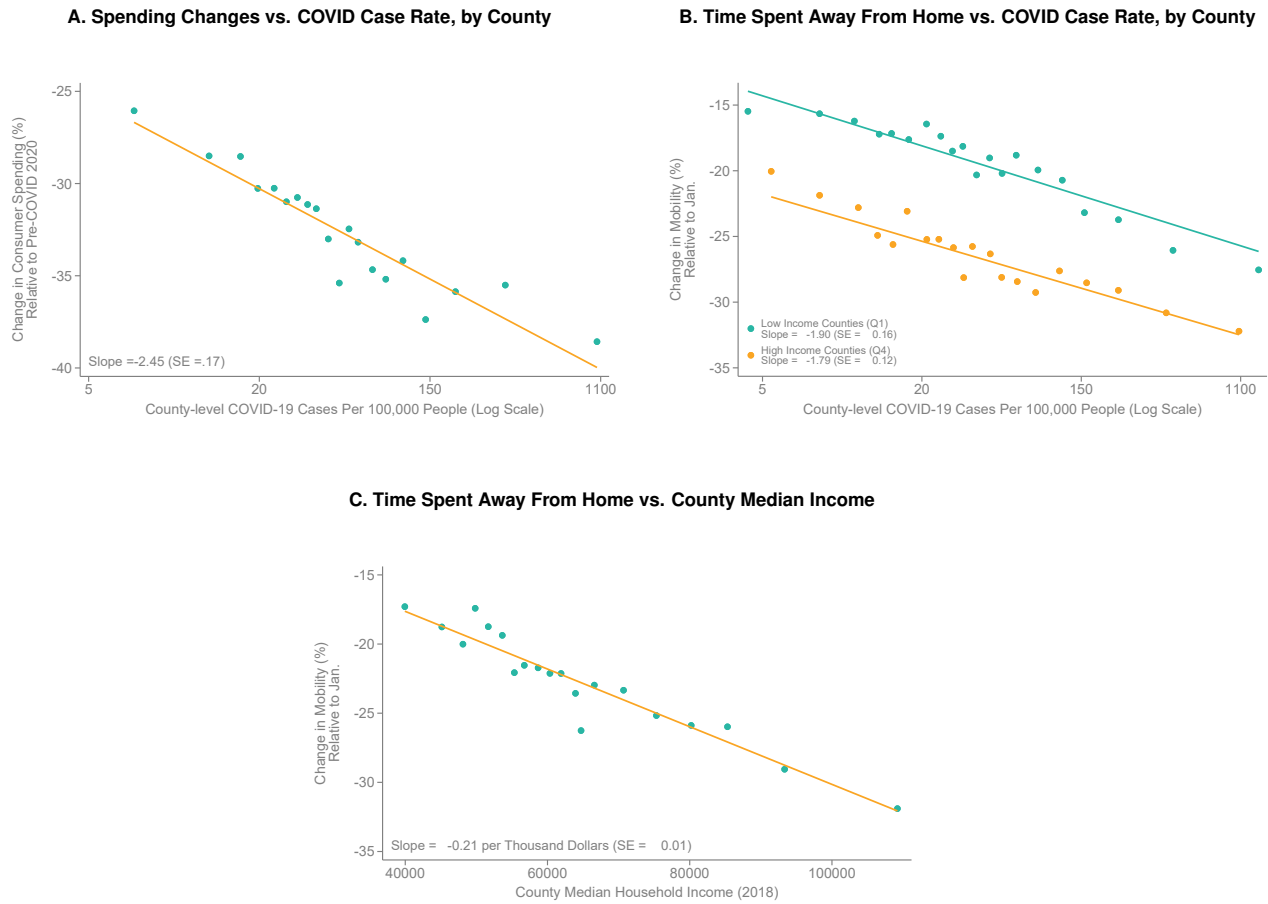 A. Spending Changes vs. COVID Case Rate, by County
-25
-30
-35
-40
Change in Consumer Spending (%)
Relative to Pre-COVID 2020
Slope =-2.45 (SE =.17)
5
20
150
1100
County-level COVID-19 Cases Per 100,000 People (Log Scale)
B. Time Spent Away From Home vs. COVID Case Rate, by County
-15
-20
-25
-30
-35
Change in Mobility (%)
Relative to Jan.
Low Income Counties (Q1)
Slope = -1.90 (SE = 0.16)
High Income Counties (Q4)
Slope = -1.79 (SE = 0.12)
5
20
150
1100
County-level COVID-19 Cases Per 100,000 People (Log Scale)
C. Time Spent Away From Home vs. County Median Income
-15
-20
-25
-30
-35
Change in Mobility (%)
Relative to Jan.
Slope = -0.21 per Thousand Dollars (SE = 0.01)
40000
60000
80000
100000
County Median Household Income (2018)